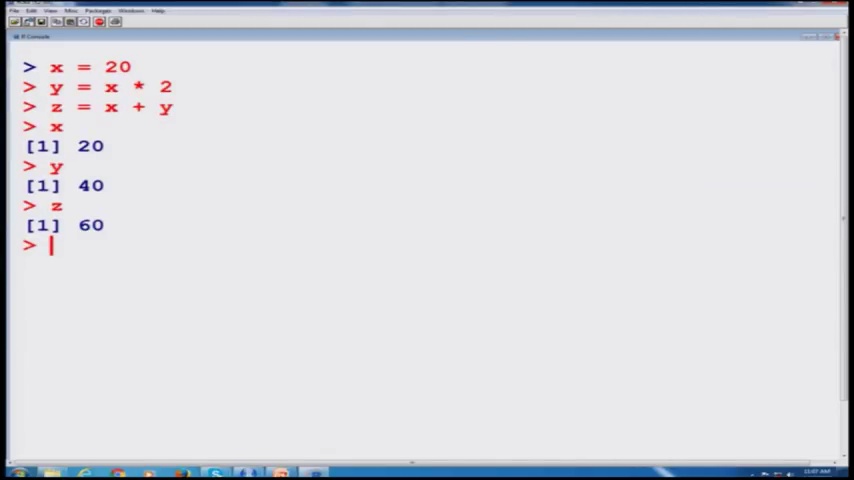 File Edit View Misc Packages Windows Help
R Console
> x = 20
> y = x * 2
> z = x + y
> x
[1] 20
> y
[1] 40
> z
[1] 60
>
11:07 AM